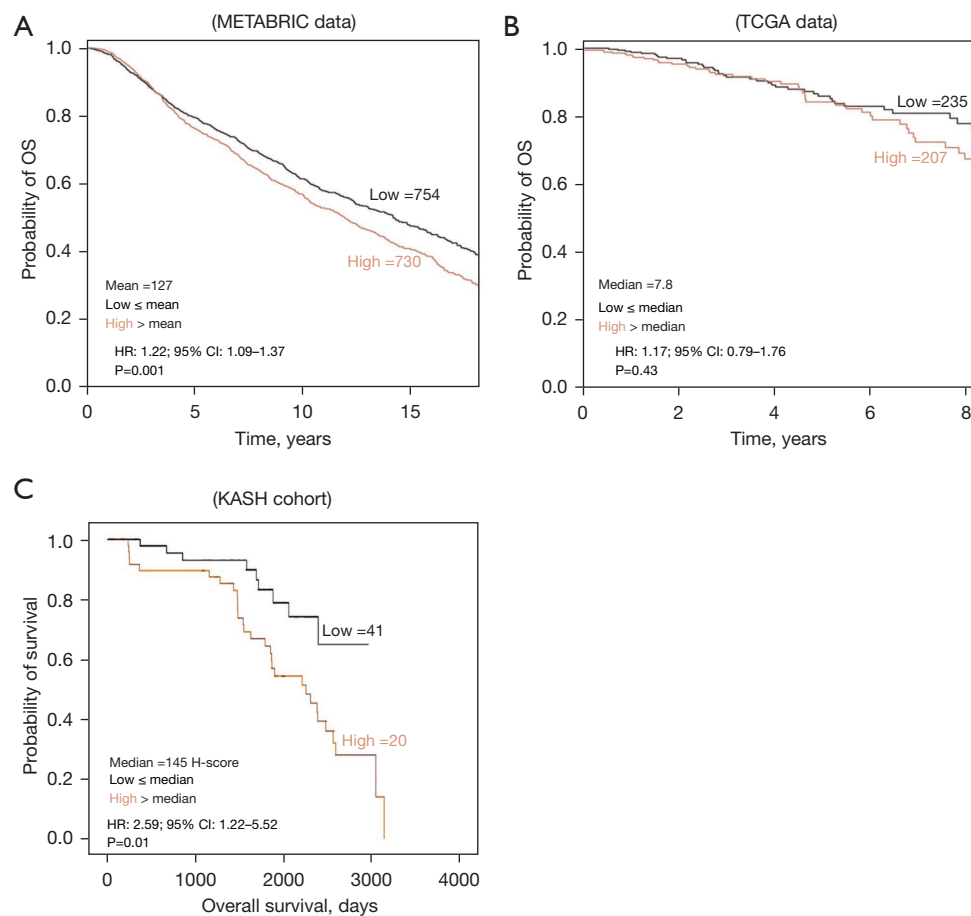 A
(METABRIC data)
Probability of OS
1.0
0.8
0.6
0.4
0.2
0.0
Low =754
High =730
Mean =127
Low ≤ mean
High > mean
HR: 1.22; 95% CI: 1.09–1.37
P=0.001
0 5 10 15
Time, years
B
(TCGA data)
Probability of OS
1.0
0.8
0.6
0.4
0.2
0.0
Low =235
High =207
Median =7.8
Low ≤ median
High > median
HR: 1.17; 95% CI: 0.79–1.76
P=0.43
0 2 4 6 8
Time, years
C
(KASH cohort)
Probability of survival
1.0
0.8
0.6
0.4
0.2
0.0
Low =41
High =20
Median =145 H-score
Low ≤ median
High > median
HR: 2.59; 95% CI: 1.22–5.52
P=0.01
0 1000 2000 3000 4000
Overall survival, days